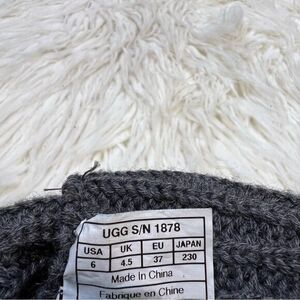 UGG S/N 1878
USA UK EU JAPAN
6 4.5 37 230
Made In China
Fabrique en Chine